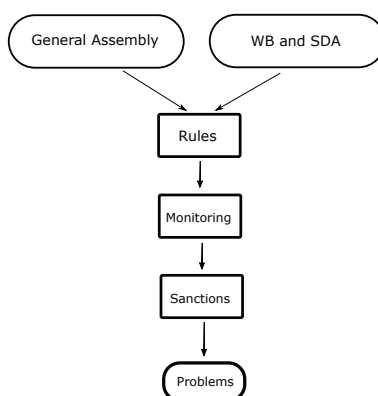 General Assembly
WB and SDA
Rules
Monitoring
Sanctions
Problems